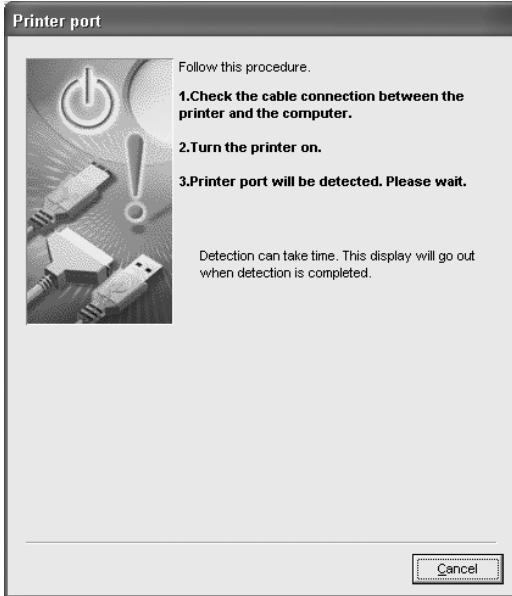 Printer port
Follow this procedure.
1.Check the cable connection between the
printer and the computer.
2.Turn the printer on.
3.Printer port will be detected. Please wait.
Detection can take time. This display will go out
when detection is completed.
Cancel